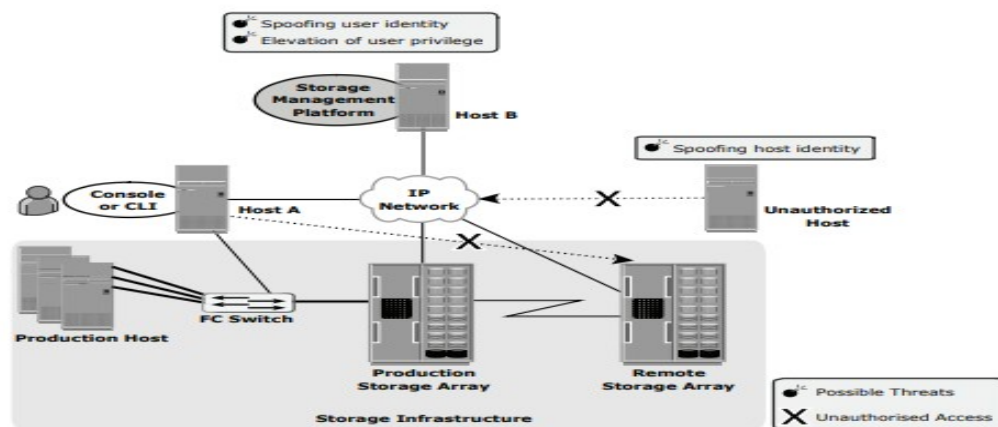 Spoofing user identity
Elevation of user privilege
Storage
Management
Platform
Host B
Spoofing host identity
Console
or CLI
Host A
IP
Network
Unauthorized
Host
FC Switch
Production Host
Production
Storage Array
Remote
Storage Array
Storage Infrastructure
Possible Threats
Unauthorised Access